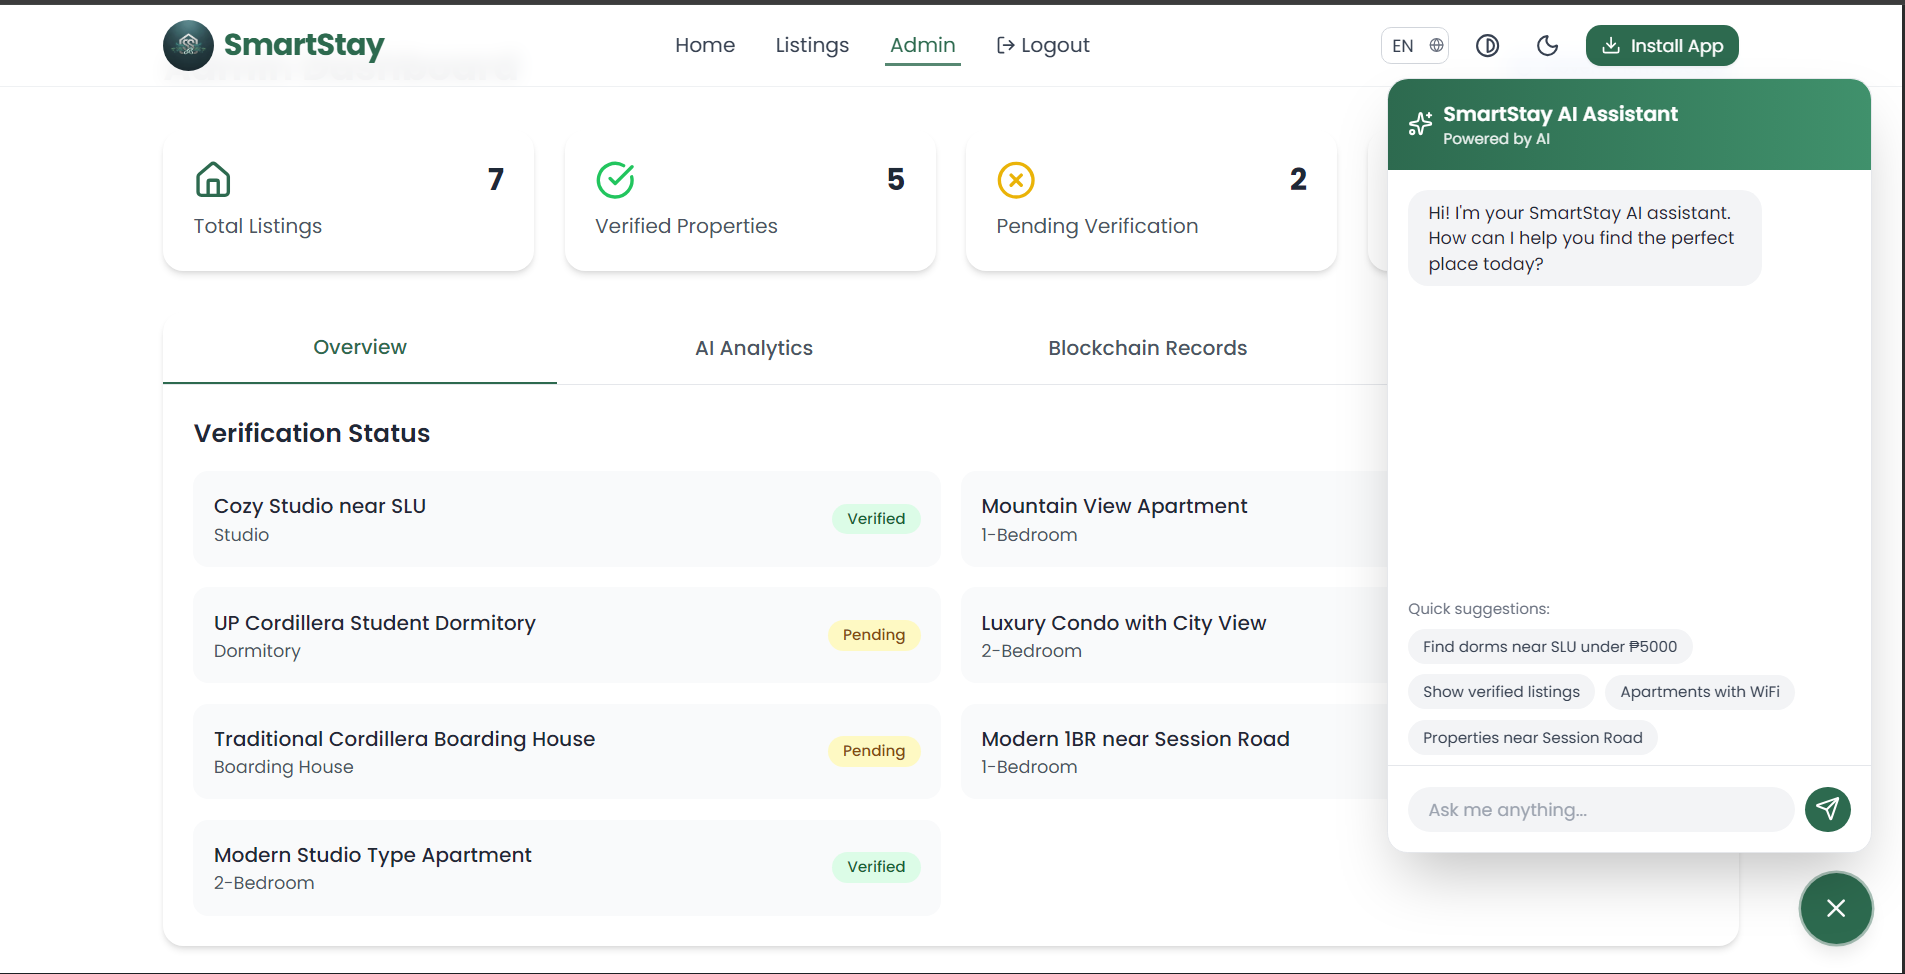 SmartStay
Home
Listings
Admin
Logout
EN
Install App
7
Total Listings
5
Verified Properties
2
Pending Verification
Overview
AI Analytics
Blockchain Records
Verification Status
Cozy Studio near SLU
Studio
Verified
Mountain View Apartment
1-Bedroom
UP Cordillera Student Dormitory
Dormitory
Pending
Luxury Condo with City View
2-Bedroom
Traditional Cordillera Boarding House
Boarding House
Pending
Modern 1BR near Session Road
1-Bedroom
Modern Studio Type Apartment
2-Bedroom
Verified
SmartStay AI Assistant
Powered by AI
Hi! I'm your SmartStay AI assistant.
How can I help you find the perfect
place today?
Quick suggestions:
Find dorms near SLU under ₱5000
Show verified listings
Apartments with WiFi
Properties near Session Road
Ask me anything...